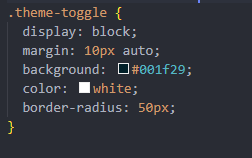 .theme-toggle {
  display: block;
  margin: 10px auto;
  background: #001f29;
  color: white;
  border-radius: 50px;
}